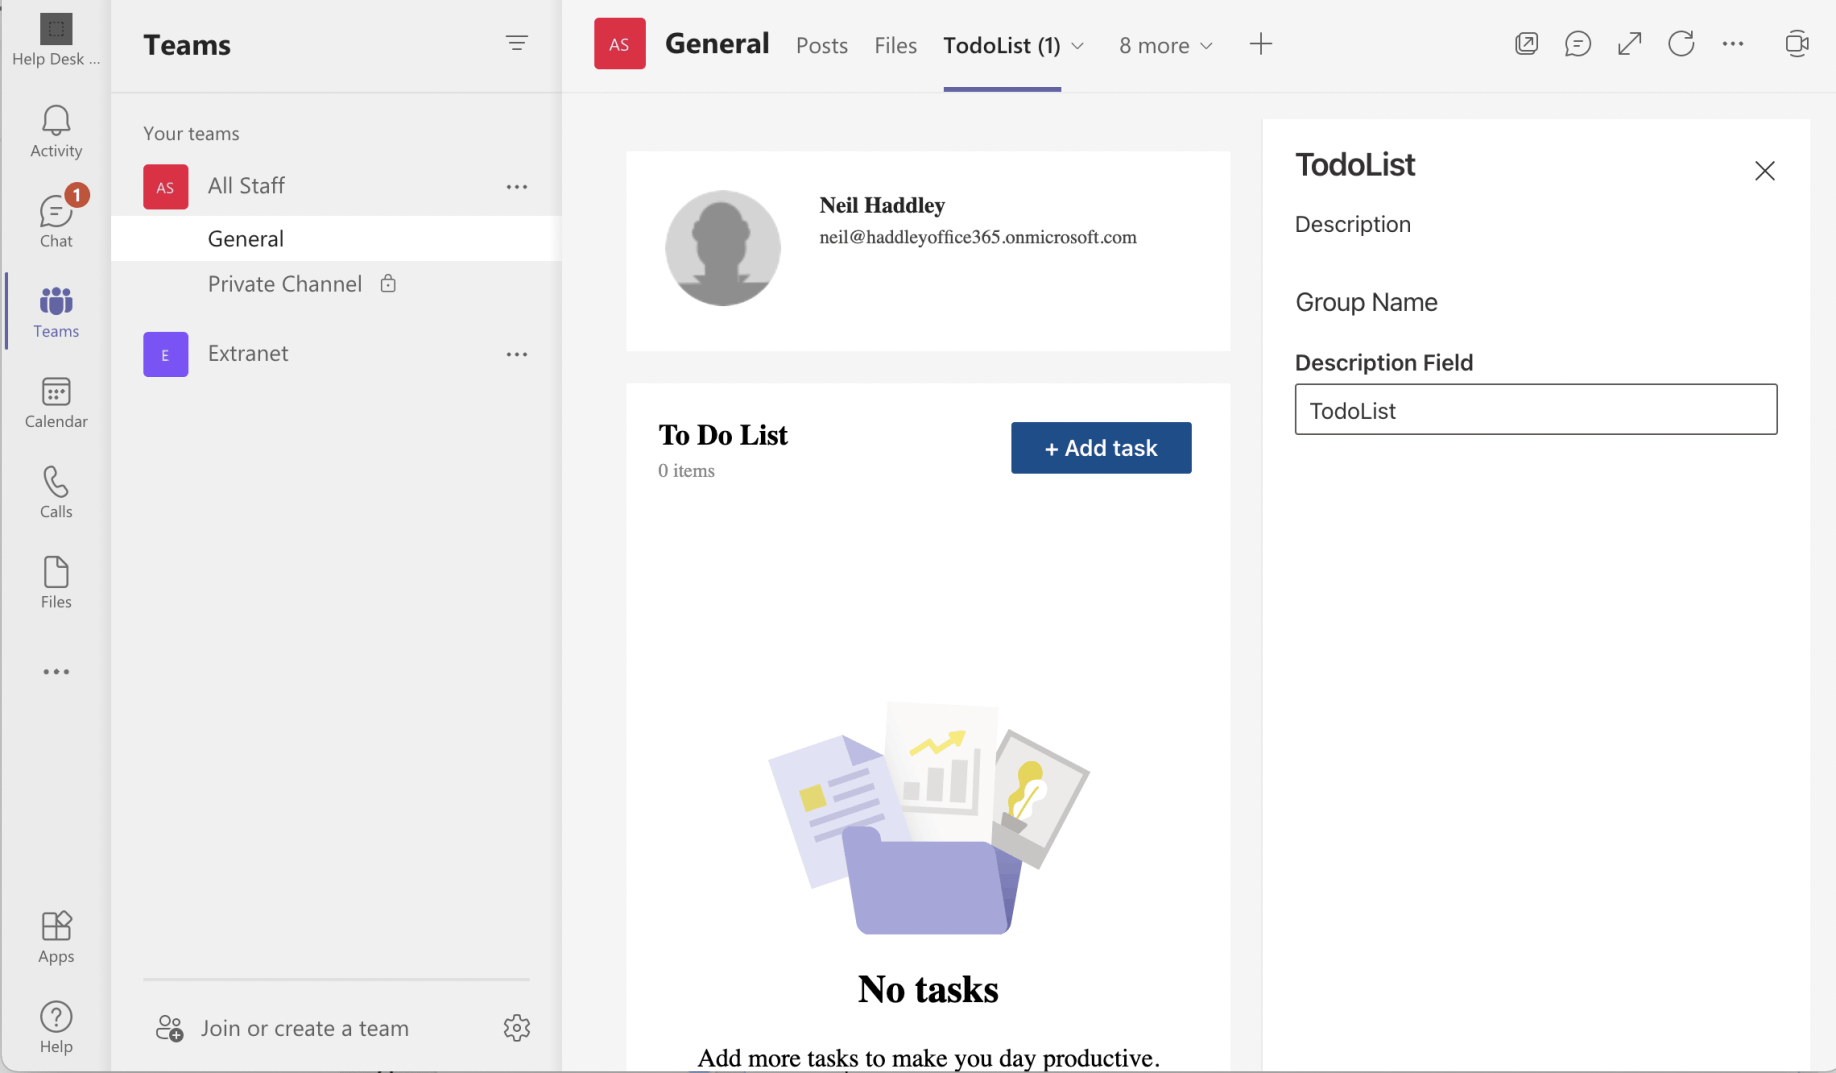 Help Desk ...
Activity
1
Chat
Teams
Calendar
Calls
Files
Apps
Help
Teams
Your teams
AS All Staff
General
Private Channel
E Extranet
Join or create a team
AS General Posts Files TodoList (1) 8 more
Neil Haddley
neil@haddleyoffice365.onmicrosoft.com
To Do List
0 items
+ Add task
No tasks
Add more tasks to make you day productive.
TodoList
Description
Group Name
Description Field
TodoList